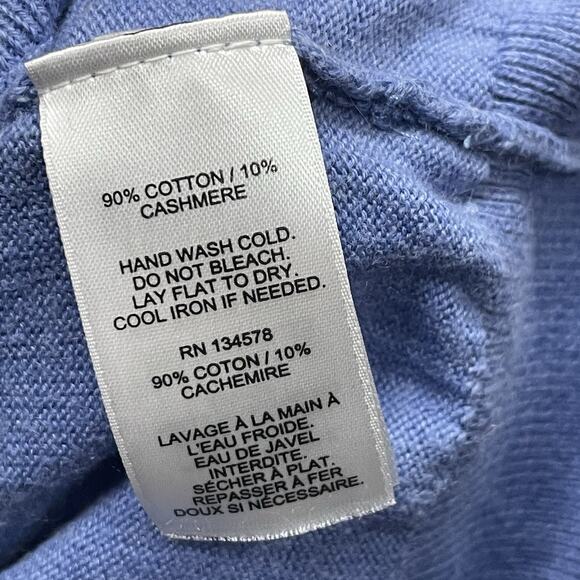 90% COTTON / 10%
CASHMERE
HAND WASH COLD.
DO NOT BLEACH.
LAY FLAT TO DRY.
COOL IRON IF NEEDED.
RN 134578
90% COTON / 10%
CACHEMIRE
LAVAGE À LA MAIN À
L'EAU FROIDE.
EAU DE JAVEL
INTERDITE.
SÉCHER À PLAT.
REPASSER À FER
DOUX SI NÉCESSAIRE.